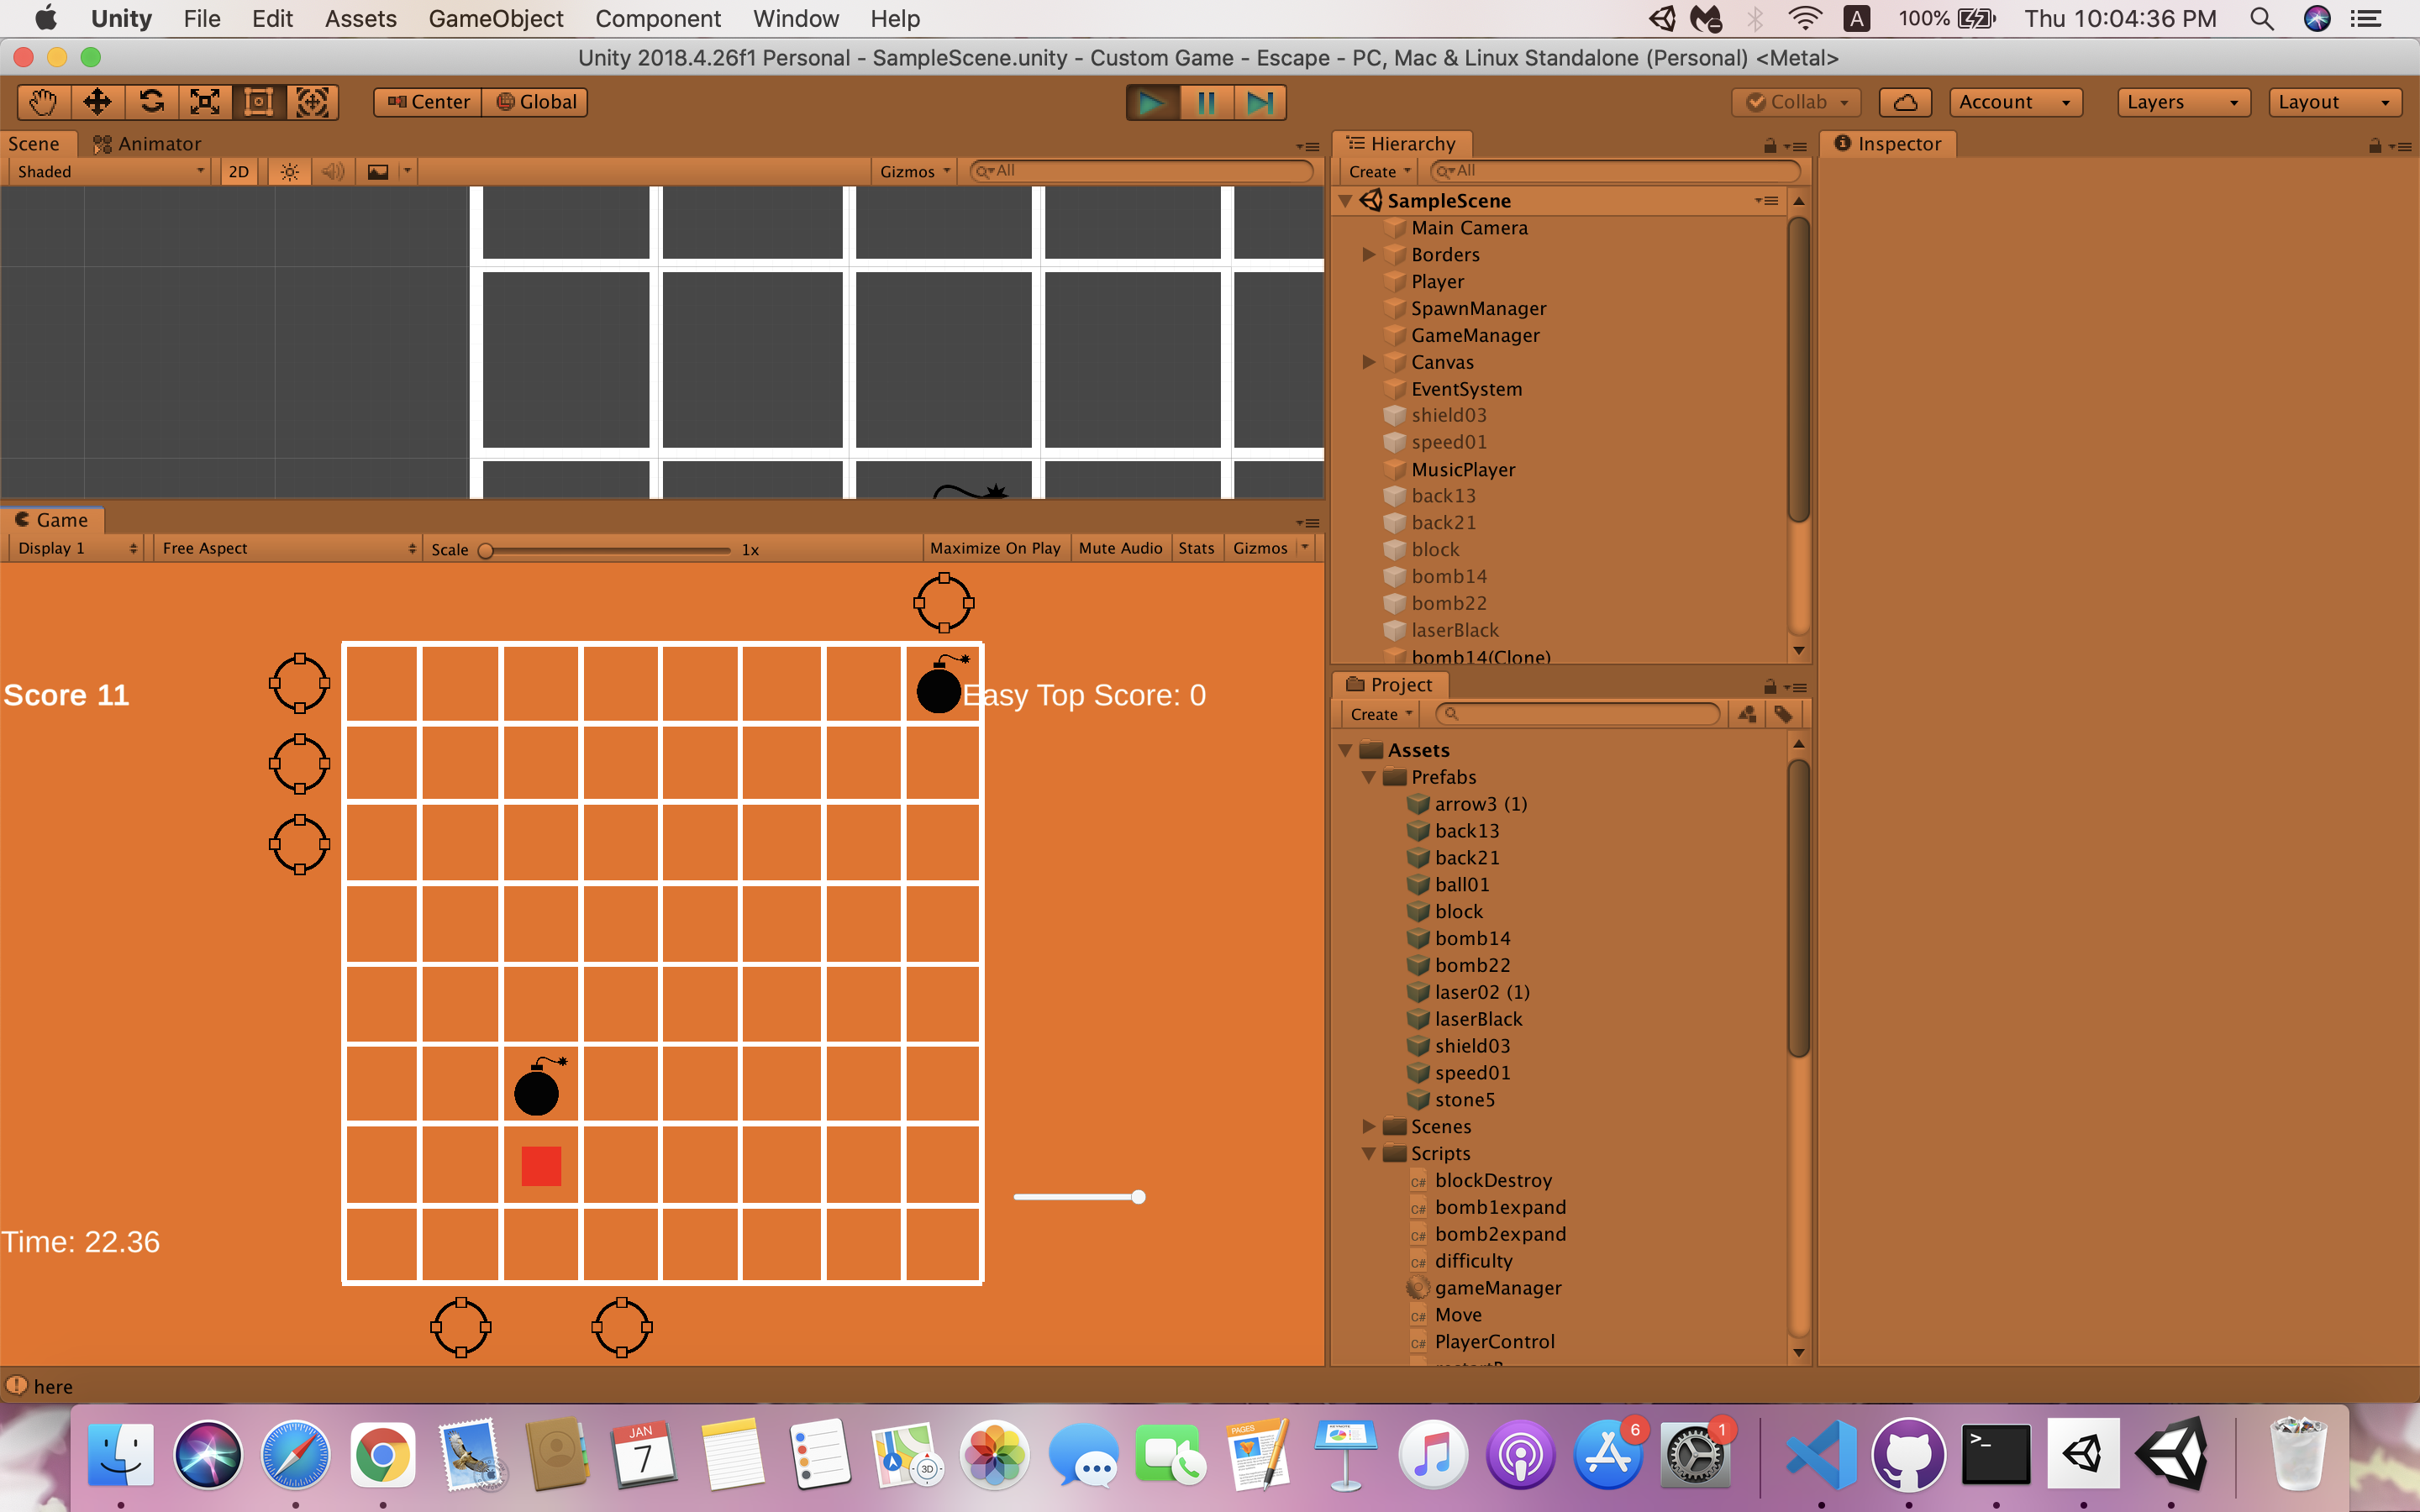 Unity File Edit Assets GameObject Component Window Help A 100% Thu 10:04:36 PM
Unity 2018.4.26f1 Personal - SampleScene.unity - Custom Game - Escape - PC, Mac & Linux Standalone (Personal) <Metal>
Center Global Collab Account Layers Layout
Scene Animator
Shaded 2D Gizmos All
Game
Display 1 Free Aspect Scale 1x Maximize On Play Mute Audio Stats Gizmos
Score 11
Easy Top Score: 0
Time: 22.36
here
Hierarchy
Create All
SampleScene
Main Camera
Borders
Player
SpawnManager
GameManager
Canvas
EventSystem
shield03
speed01
MusicPlayer
back13
back21
block
bomb14
bomb22
laserBlack
bomb14(Clone)
Project
Create
Assets
Prefabs
arrow3 (1)
back13
back21
ball01
block
bomb14
bomb22
laser02 (1)
laserBlack
shield03
speed01
stone5
Scenes
Scripts
C# blockDestroy
C# bomb1expand
C# bomb2expand
C# difficulty
gameManager
C# Move
C# PlayerControl
Inspector
JAN
7
3D
PAGES
6
1
>_